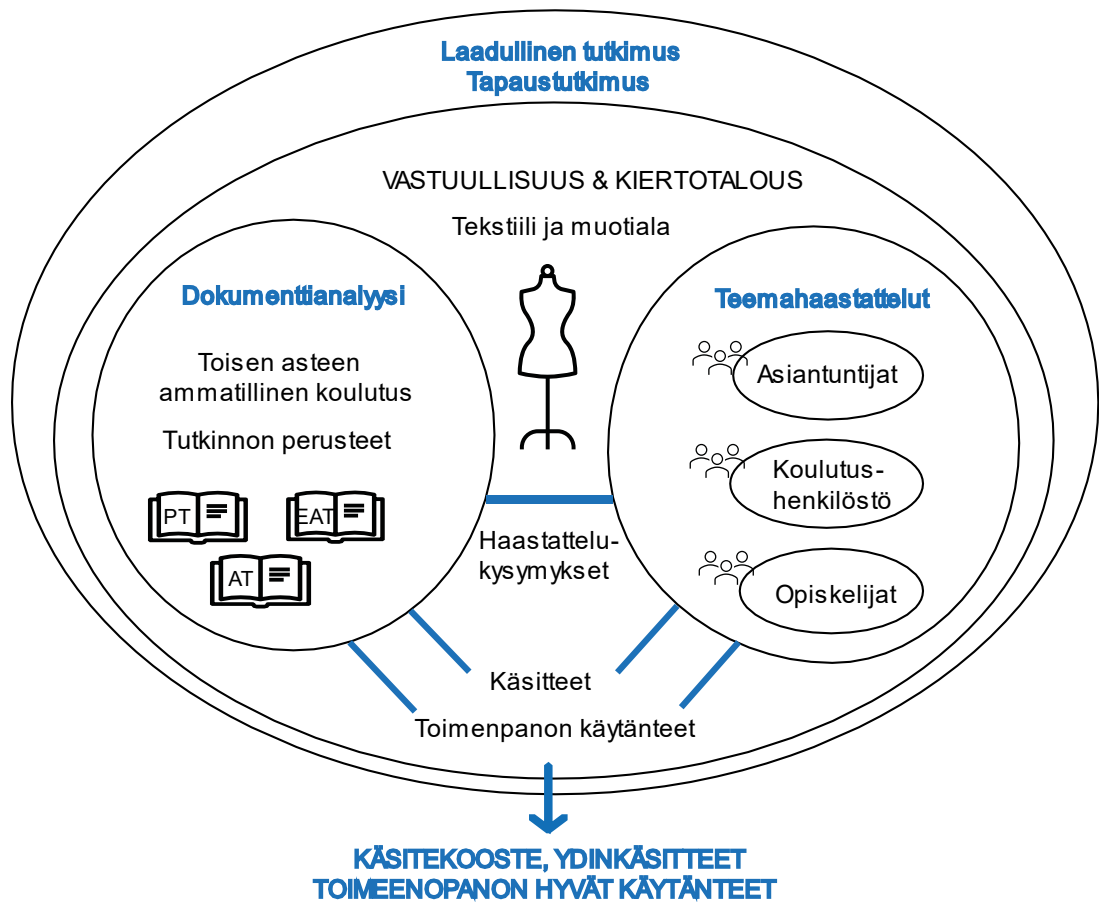 Laadullinen tutkimus
Tapaustutkimus
VASTUULLISUUS & KIERTOTALOUS
Tekstiili ja muotiala
Dokumenttianalyysi
Toisen asteen
ammatillinen koulutus
Tutkinnon perusteet
PT
EAT
AT
Teemahaastattelut
Asiantuntijat
Koulutus-
henkilöstö
Opiskelijat
Haastattelu-
kysymykset
Käsitteet
Toimenpanon käytänteet
KÄSITEKOOSTE, YDINKÄSITTEET
TOIMEENOPANON HYVÄT KÄYTÄNTEET